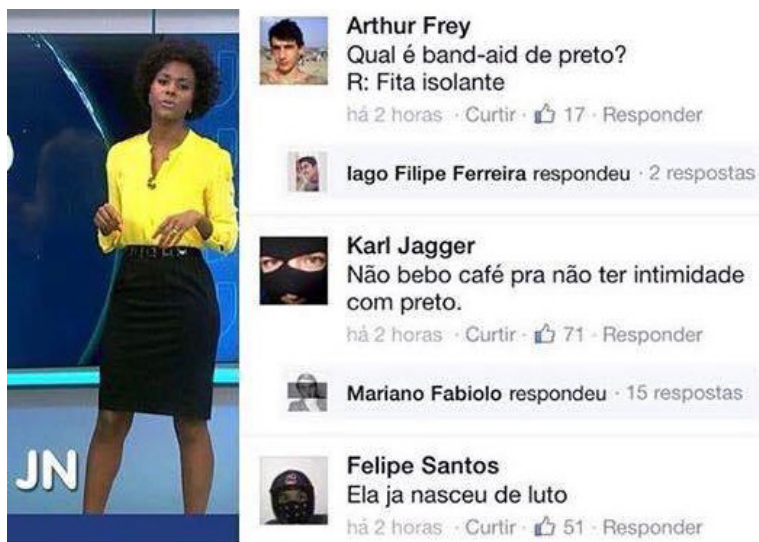 JN
Arthur Frey
Qual é band-aid de preto?
R: Fita isolante
há 2 horas · Curtir · 17 · Responder
Iago Filipe Ferreira respondeu · 2 respostas
Karl Jagger
Não bebo café pra não ter intimidade
com preto.
há 2 horas · Curtir · 71 · Responder
Mariano Fabiolo respondeu · 15 respostas
Felipe Santos
Ela ja nasceu de luto
há 2 horas · Curtir · 51 · Responder